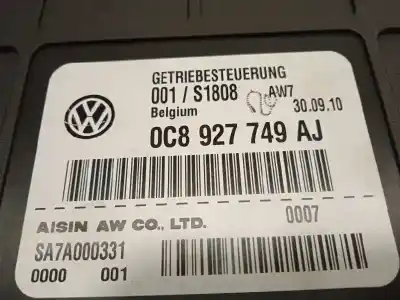 GETRIEBESTEUERUNG
001 / S1808 AW7
Belgium 30.09.10
0C8 927 749 AJ
AISIN AW CO., LTD. 0007
SA7A000331
0000 001